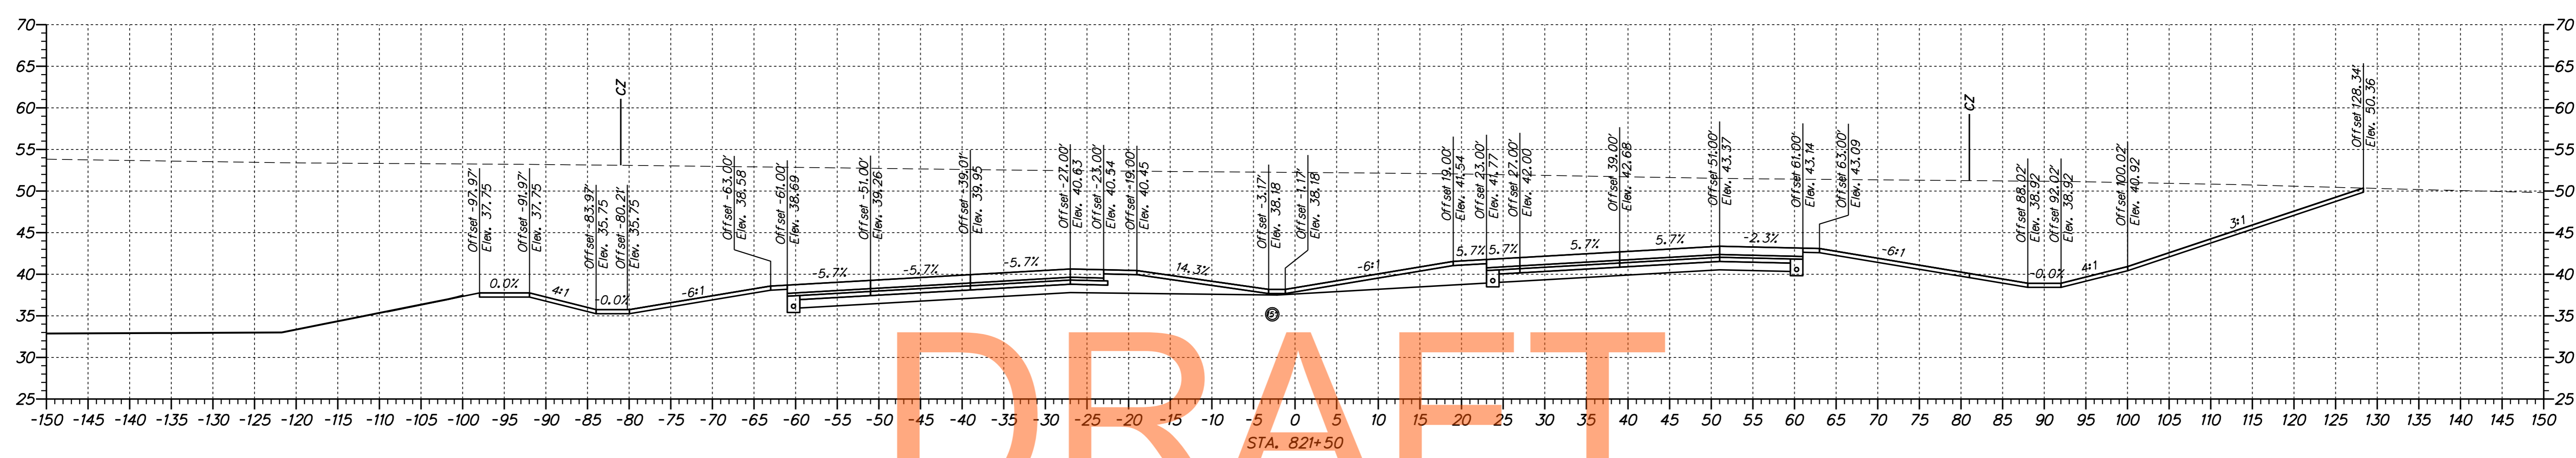 70
65
60
55
50
45
40
35
30
25
70
65
60
55
50
45
40
35
30
25
CZ
CZ
Offset -97.97'
Elev. 37.75
Offset -91.97'
Elev. 37.75
Offset -83.97'
Elev. 35.75
Offset -80.21'
Elev. 35.75
Offset -63.00'
Elev. 38.58
Offset -61.00'
Elev. 38.69
Offset -51.00'
Elev. 39.26
Offset -39.01'
Elev. 39.95
Offset -27.00'
Elev. 40.63
Offset -23.00'
Elev. 40.54
Offset -19.00'
Elev. 40.45
Offset -3.17'
Elev. 38.18
Offset -1.17'
Elev. 38.18
Offset 19.00'
Elev. 41.54
Offset 23.00'
Elev. 41.77
Offset 27.00'
Elev. 42.00
Offset 39.00'
Elev. 42.68
Offset 51.00'
Elev. 43.37
Offset 61.00'
Elev. 43.14
Offset 63.00'
Elev. 43.09
Offset 88.02'
Elev. 38.92
Offset 92.02'
Elev. 38.92
Offset 100.02'
Elev. 40.92
Offset 128.34'
Elev. 50.36
0.0%
4:1
-0.0%
-6:1
-5.7%
-5.7%
-5.7%
14.3%
-6:1
5.7%
5.7%
5.7%
5.7%
-2.3%
-6:1
-0.0%
4:1
3:1
-150 -145 -140 -135 -130 -125 -120 -115 -110 -105 -100 -95 -90 -85 -80 -75 -70 -65 -60 -55 -50 -45 -40 -35 -30 -25 -20 -15 -10 -5 0 5 10 15 20 25 30 35 40 45 50 55 60 65 70 75 80 85 90 95 100 105 110 115 120 125 130 135 140 145 150
STA. 821+50
DRAFT